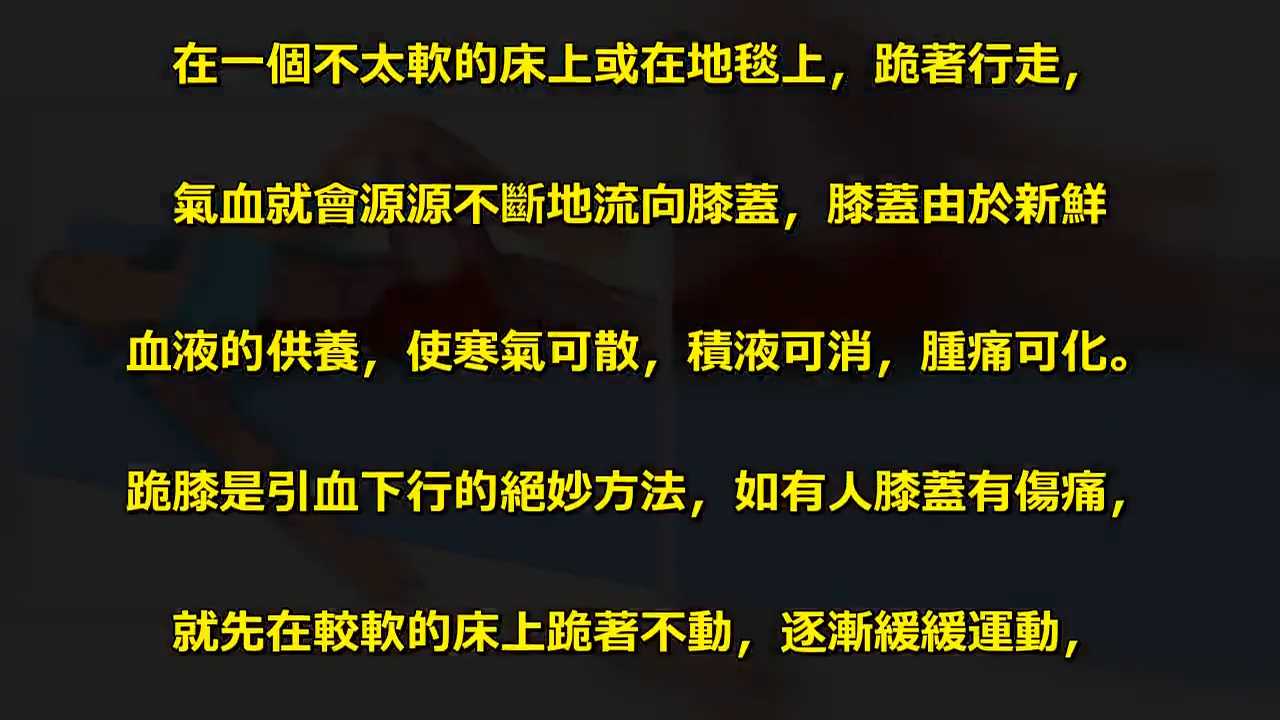 在一個不太軟的床上或在地毯上，跪著行走，
氣血就會源源不斷地流向膝蓋，膝蓋由於新鮮
血液的供養，使寒氣可散，積液可消，腫痛可化。
跪膝是引血下行的絕妙方法，如有人膝蓋有傷痛，
就先在較軟的床上跪著不動，逐漸緩緩運動，